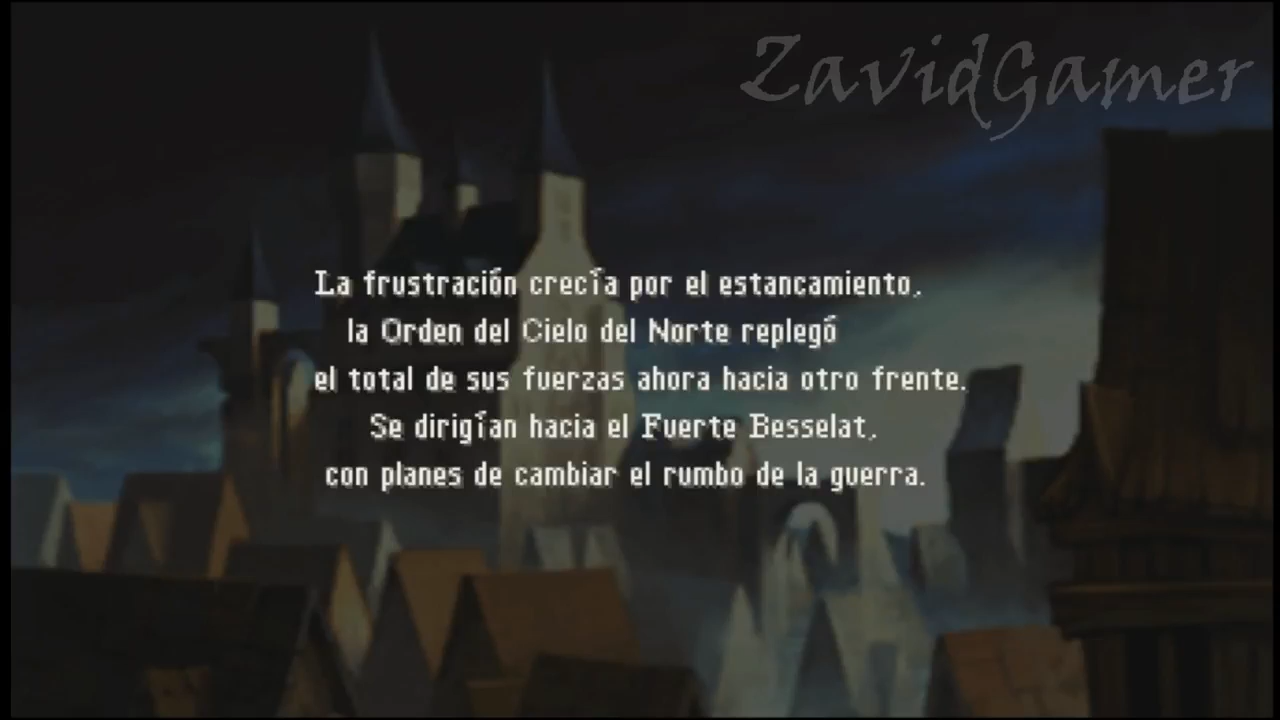 ZavidGamer
La frustración crecía por el estancamiento,
la Orden del Cielo del Norte replegó
el total de sus fuerzas ahora hacia otro frente.
Se dirigían hacia el Fuerte Besselat,
con planes de cambiar el rumbo de la guerra.